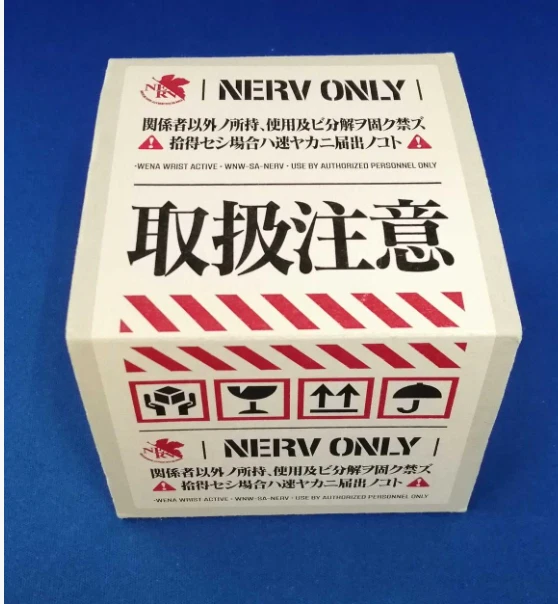 NERV
| NERV ONLY |
関係者以外ノ所持、使用及ビ分解ヲ固ク禁ズ
拾得セシ場合ハ速ヤカニ届出ノコト
・WENA WRIST ACTIVE・WNW-SA-NERV・USE BY AUTHORIZED PERSONNEL ONLY
取扱注意
NERV
| NERV ONLY |
関係者以外ノ所持、使用及ビ分解ヲ固ク禁ズ
拾得セシ場合ハ速ヤカニ届出ノコト
・WENA WRIST ACTIVE・WNW-SA-NERV・USE BY AUTHORIZED PERSONNEL ONLY